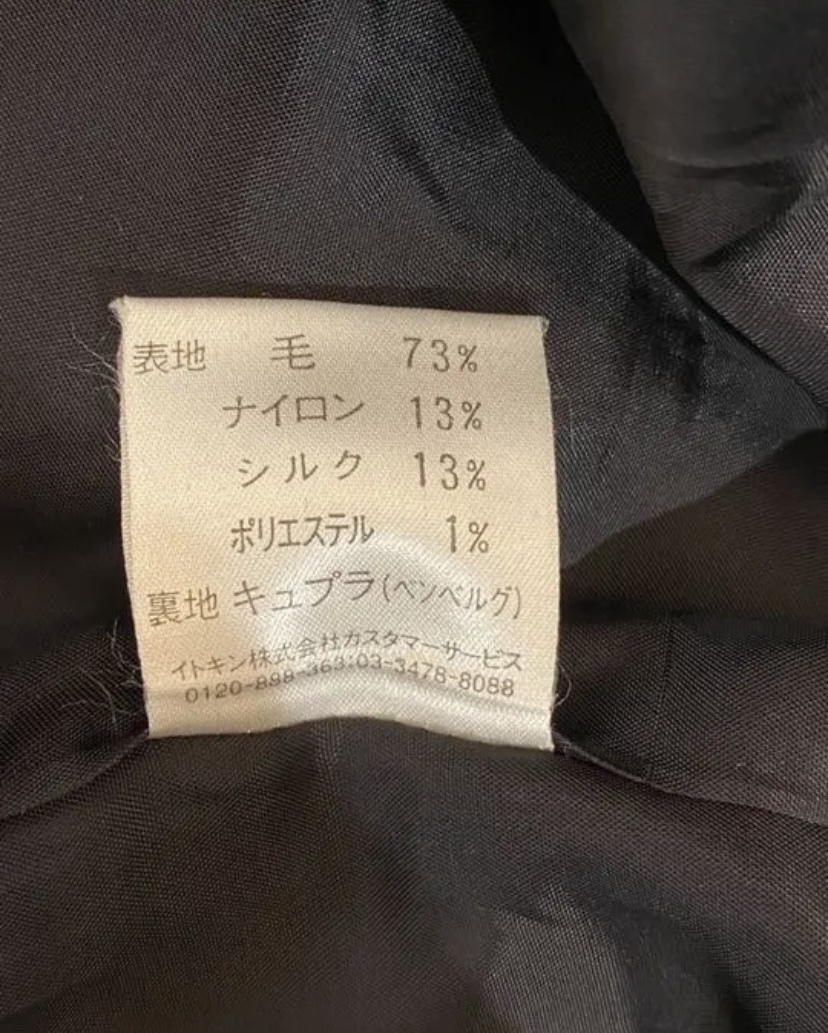 表地 毛 73%
ナイロン 13%
シルク 13%
ポリエステル 1%
裏地 キュプラ(ベンベルグ)
イトキン株式会社カスタマーサービス
0120-888-363:03-3478-8088